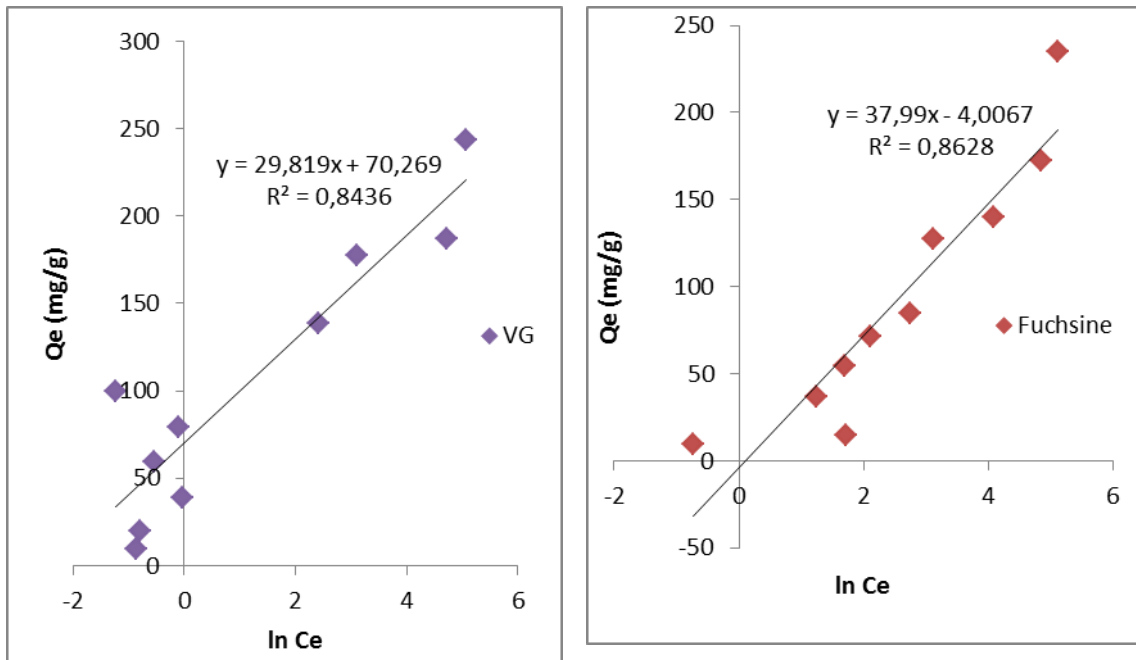 300
250
200
150
100
50
0
-2
0
2
4
6
Qe (mg/g)
ln Ce
y = 29,819x + 70,269
R² = 0,8436
VG
250
200
150
100
50
0
-50
-2
0
2
4
6
Qe (mg/g)
ln Ce
y = 37,99x - 4,0067
R² = 0,8628
Fuchsine